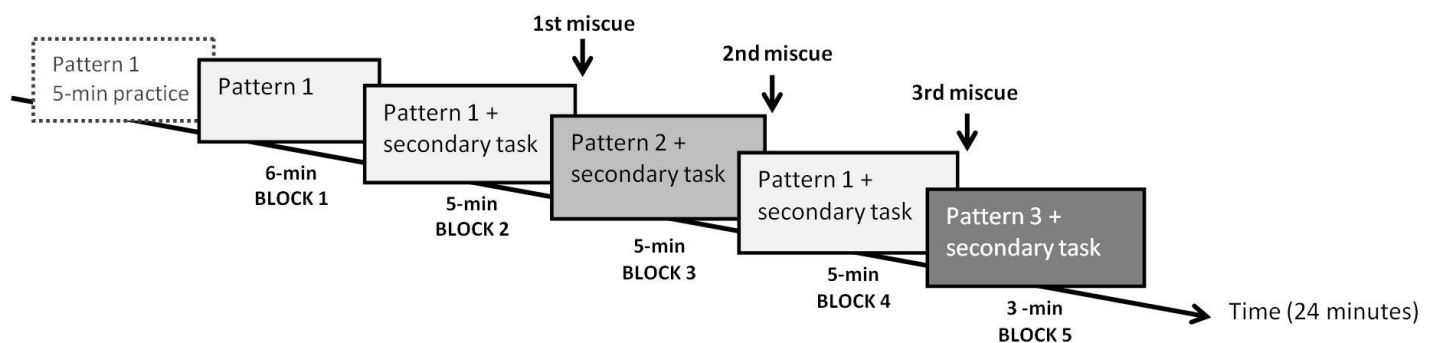 Pattern 1
5-min practice
Pattern 1
6-min
BLOCK 1
Pattern 1 +
secondary task
5-min
BLOCK 2
1st miscue
Pattern 2 +
secondary task
5-min
BLOCK 3
2nd miscue
Pattern 1 +
secondary task
5-min
BLOCK 4
3rd miscue
Pattern 3 +
secondary task
3 -min
BLOCK 5
Time (24 minutes)